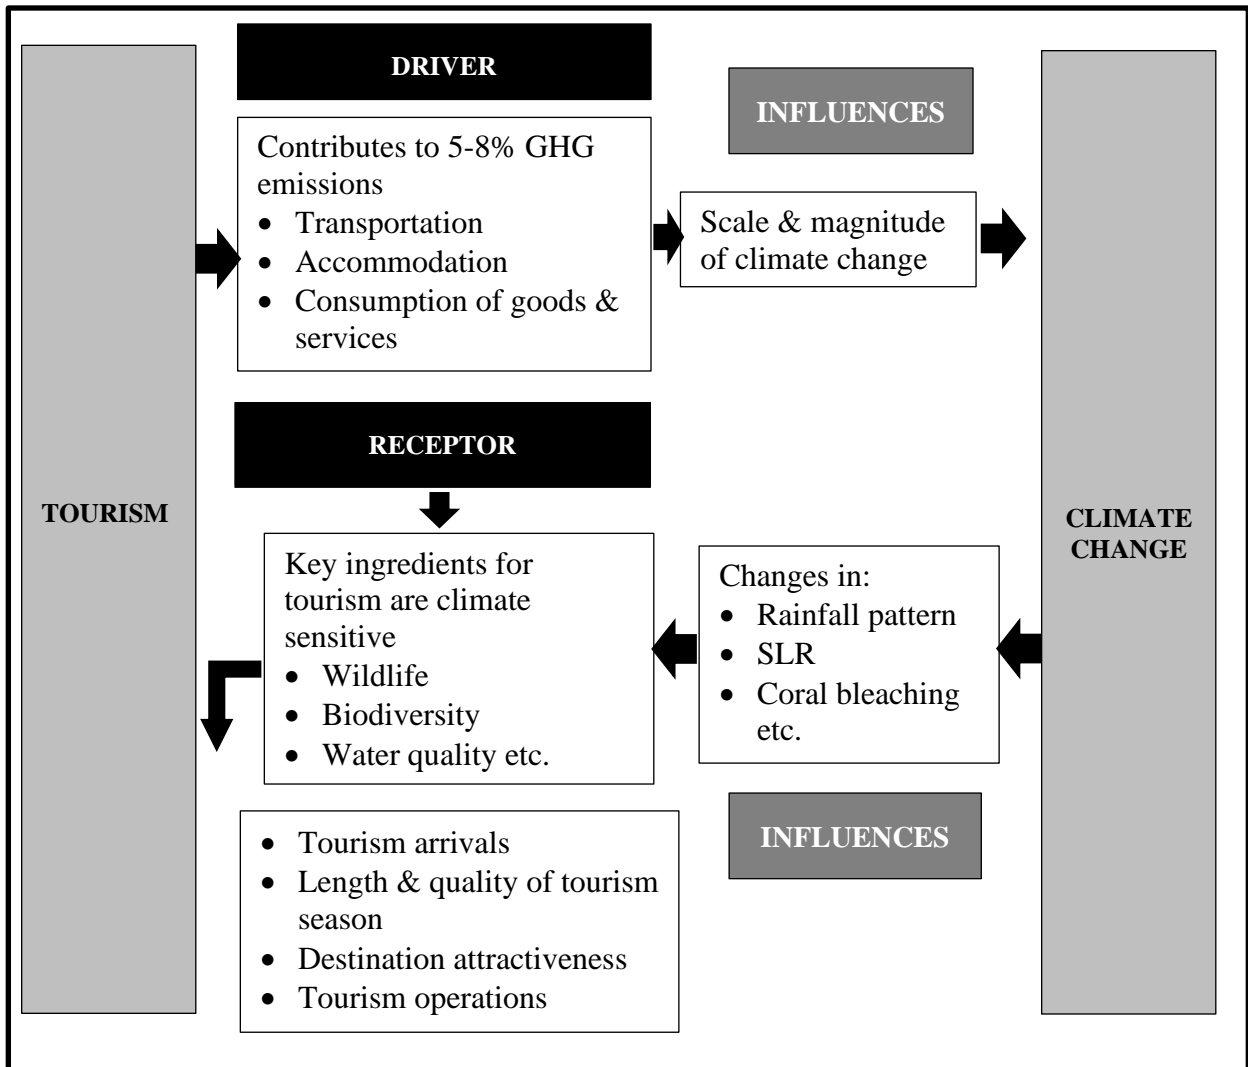 DRIVER
INFLUENCES
Contributes to 5-8% GHG
emissions
• Transportation
• Accommodation
• Consumption of goods &
services
Scale & magnitude
of climate change
RECEPTOR
TOURISM
CLIMATE
CHANGE
Key ingredients for
tourism are climate
sensitive
• Wildlife
• Biodiversity
• Water quality etc.
Changes in:
• Rainfall pattern
• SLR
• Coral bleaching
etc.
INFLUENCES
• Tourism arrivals
• Length & quality of tourism
season
• Destination attractiveness
• Tourism operations